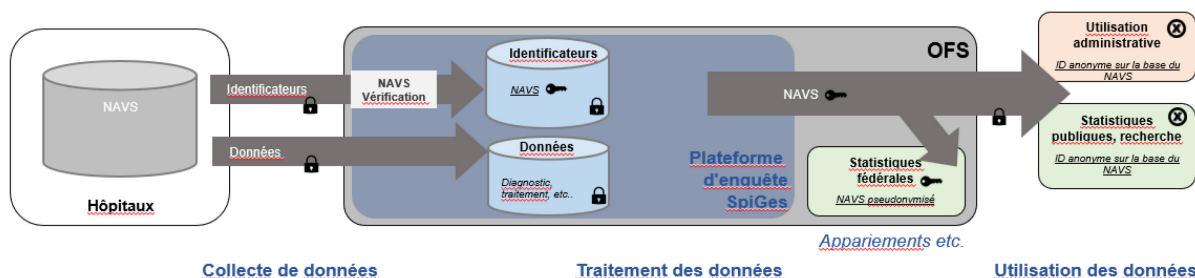 NAVS
Hôpitaux
Identificateurs
Données
NAVS
Vérification
Identificateurs
NAVS
Données
Diagnostic,
traitement, etc..
Plateforme
d'enquête
SpiGes
OFS
NAVS
Statistiques
fédérales
NAVS pseudonymisé
Appariements etc.
Utilisation
administrative
ID anonyme sur la base du
NAVS
Statistiques
publiques, recherche
ID anonyme sur la base du
NAVS
Collecte de données
Traitement des données
Utilisation des données